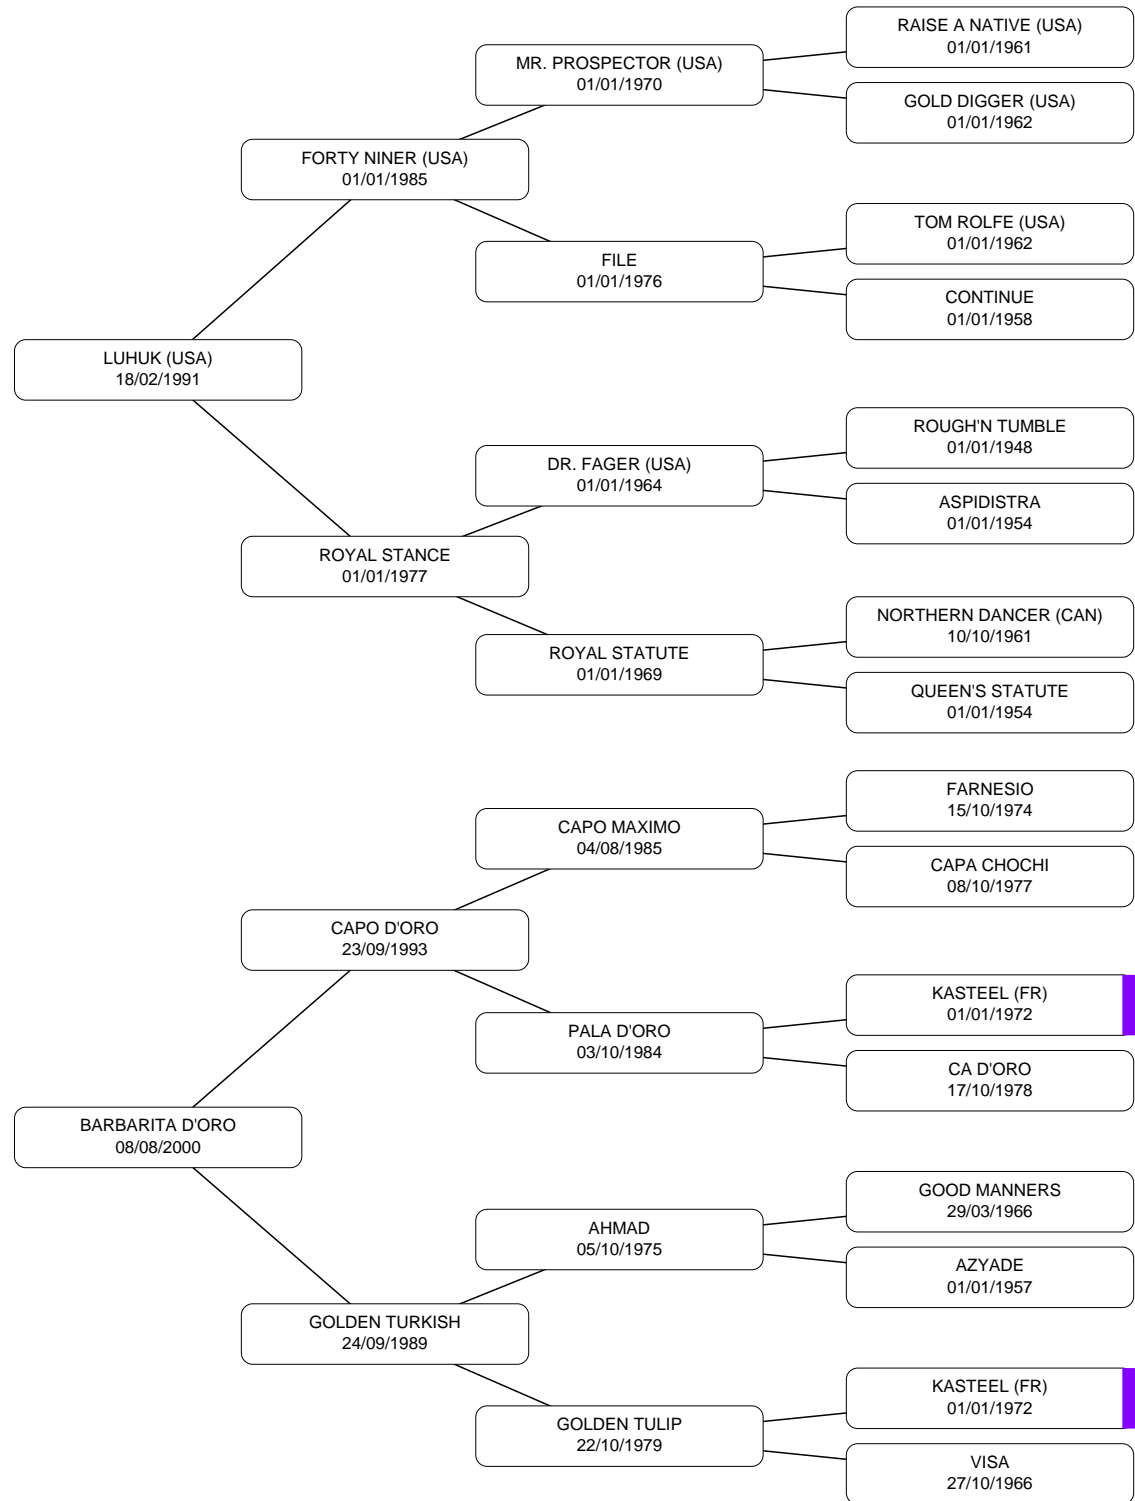 RAISE A NATIVE (USA)
01/01/1961
MR. PROSPECTOR (USA)
01/01/1970
GOLD DIGGER (USA)
01/01/1962
FORTY NINER (USA)
01/01/1985
TOM ROLFE (USA)
01/01/1962
FILE
01/01/1976
CONTINUE
01/01/1958
LUHUK (USA)
18/02/1991
ROUGH'N TUMBLE
01/01/1948
DR. FAGER (USA)
01/01/1964
ASPIDISTRA
01/01/1954
ROYAL STANCE
01/01/1977
NORTHERN DANCER (CAN)
10/10/1961
ROYAL STATUTE
01/01/1969
QUEEN'S STATUTE
01/01/1954
FARNESIO
15/10/1974
CAPO MAXIMO
04/08/1985
CAPA CHOCHI
08/10/1977
CAPO D'ORO
23/09/1993
KASTEEL (FR)
01/01/1972
PALA D'ORO
03/10/1984
CA D'ORO
17/10/1978
BARBARITA D'ORO
08/08/2000
GOOD MANNERS
29/03/1966
AHMAD
05/10/1975
AZYADE
01/01/1957
GOLDEN TURKISH
24/09/1989
KASTEEL (FR)
01/01/1972
GOLDEN TULIP
22/10/1979
VISA
27/10/1966